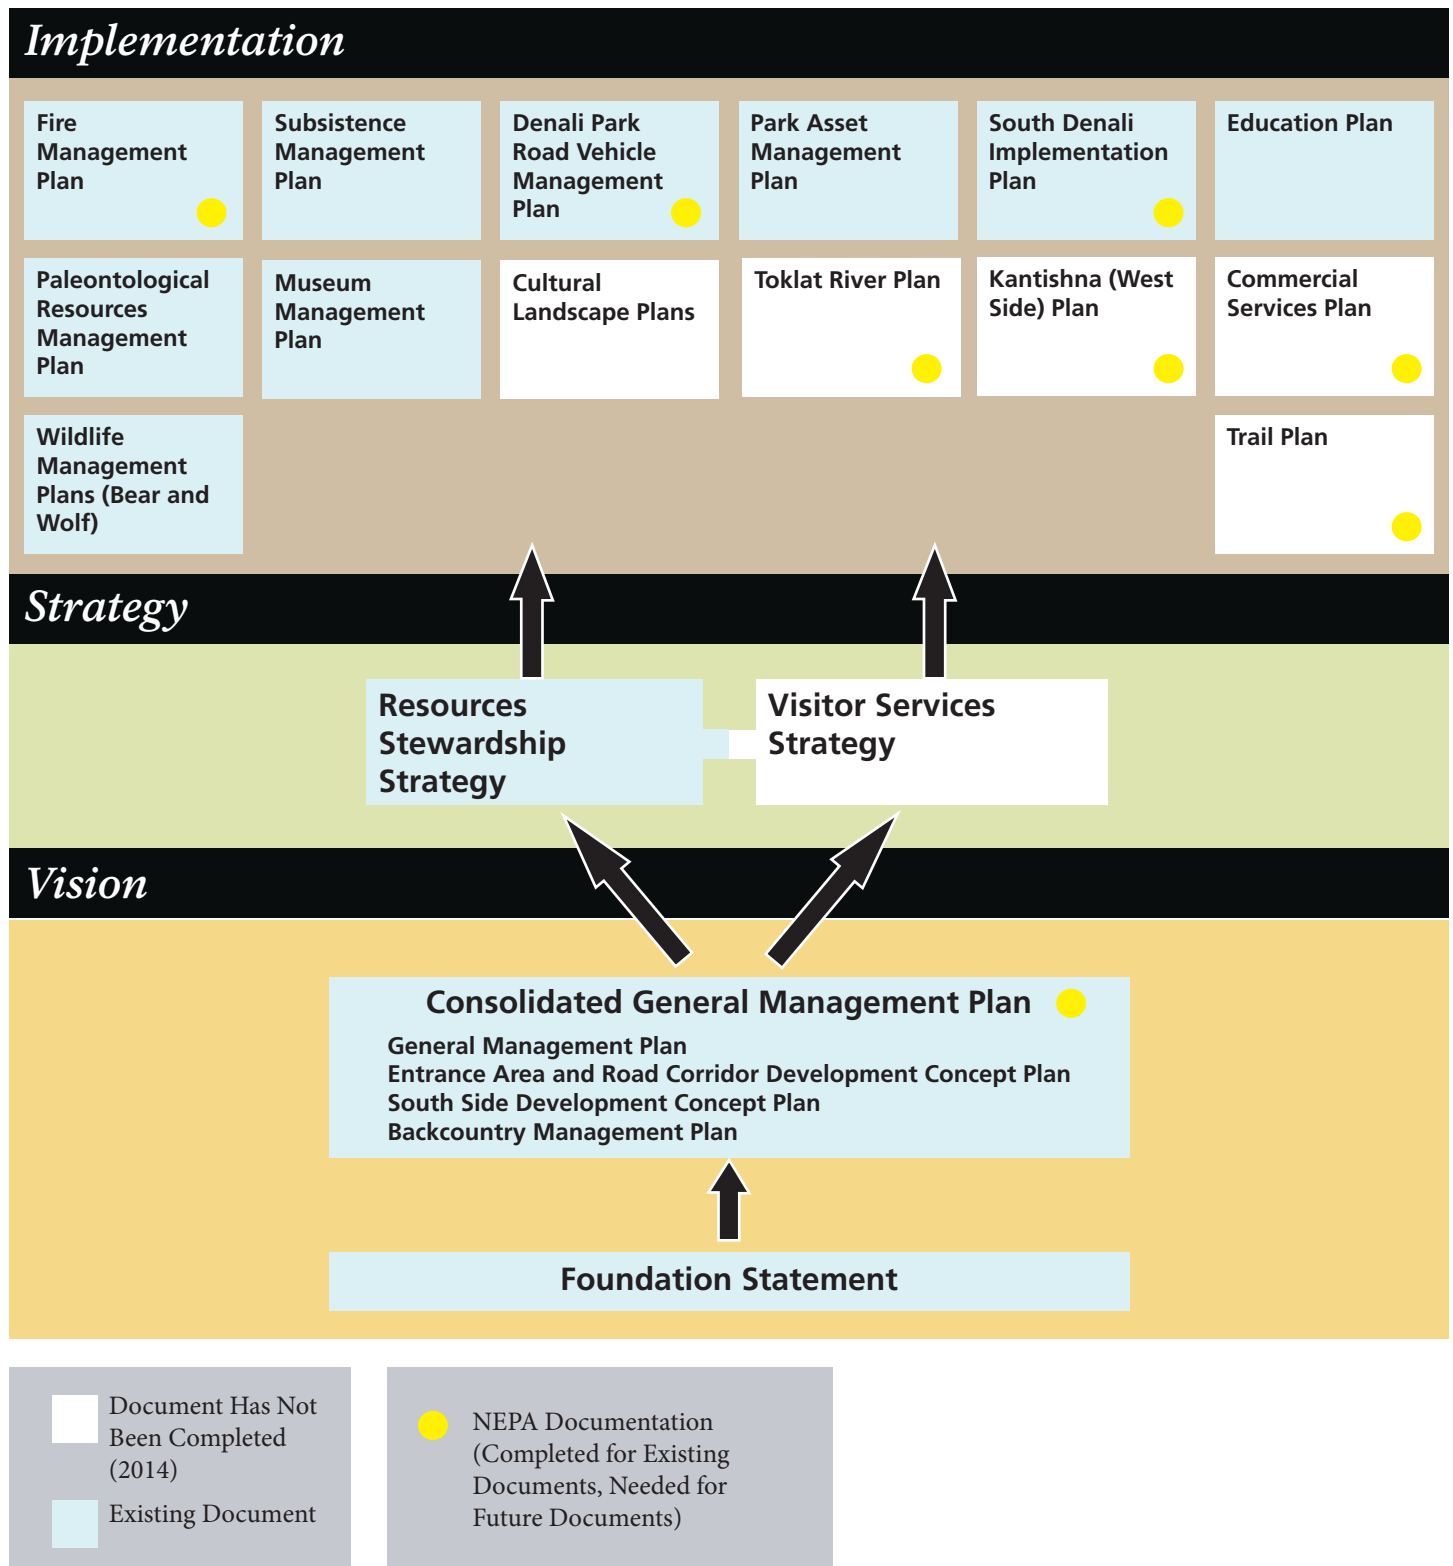 Implementation
Fire
Management
Plan
Subsistence
Management
Plan
Denali Park
Road Vehicle
Management
Plan
Park Asset
Management
Plan
South Denali
Implementation
Plan
Education Plan
Paleontological
Resources
Management
Plan
Museum
Management
Plan
Cultural
Landscape Plans
Toklat River Plan
Kantishna (West
Side) Plan
Commercial
Services Plan
Wildlife
Management
Plans (Bear and
Wolf)
Trail Plan
Strategy
Resources
Stewardship
Strategy
Visitor Services
Strategy
Vision
Consolidated General Management Plan
General Management Plan
Entrance Area and Road Corridor Development Concept Plan
South Side Development Concept Plan
Backcountry Management Plan
Foundation Statement
Document Has Not
Been Completed
(2014)
Existing Document
NEPA Documentation
(Completed for Existing
Documents, Needed for
Future Documents)